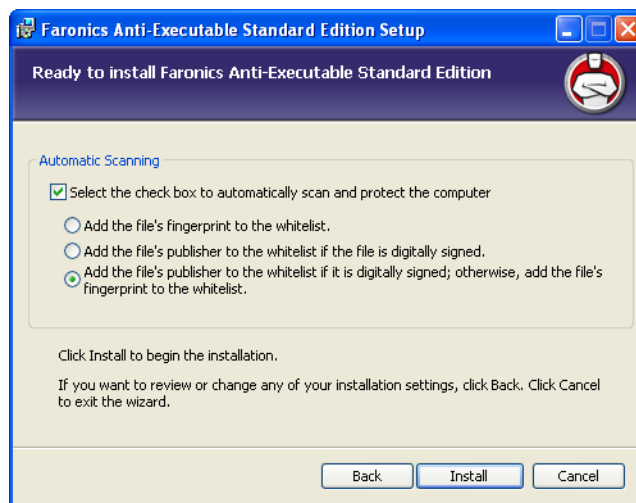 Faronics Anti-Executable Standard Edition Setup
Ready to install Faronics Anti-Executable Standard Edition
Automatic Scanning
Select the check box to automatically scan and protect the computer
Add the file's fingerprint to the whitelist.
Add the file's publisher to the whitelist if the file is digitally signed.
Add the file's publisher to the whitelist if it is digitally signed; otherwise, add the file's
fingerprint to the whitelist.
Click Install to begin the installation.
If you want to review or change any of your installation settings, click Back. Click Cancel
to exit the wizard.
Back Install Cancel